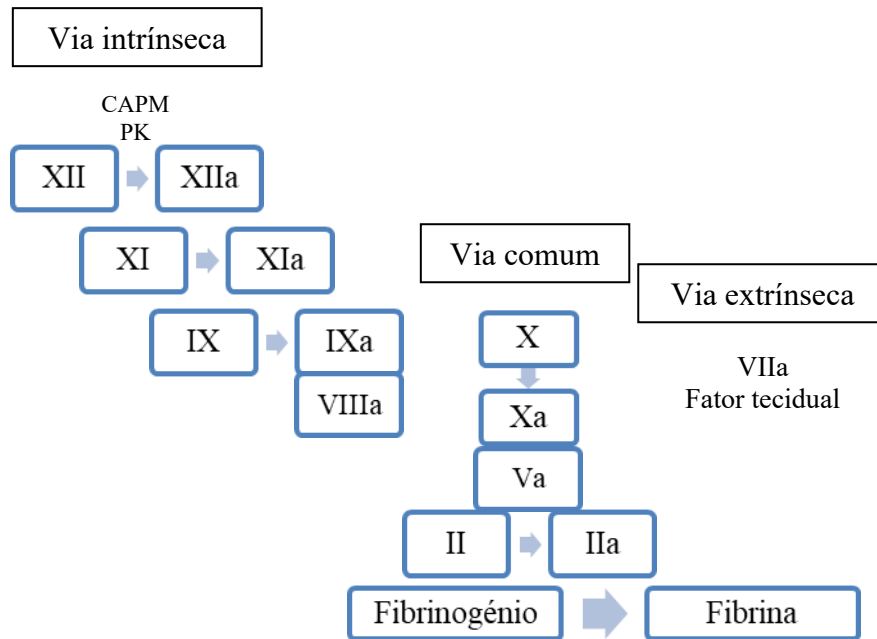 Via intrínseca
CAPM
PK
XII
XIIa
XI
XIa
IX
IXa
VIIIa
Via comum
X
Xa
Va
II
IIa
Fibrinogénio
Fibrina
Via extrínseca
VIIa
Fator tecidual